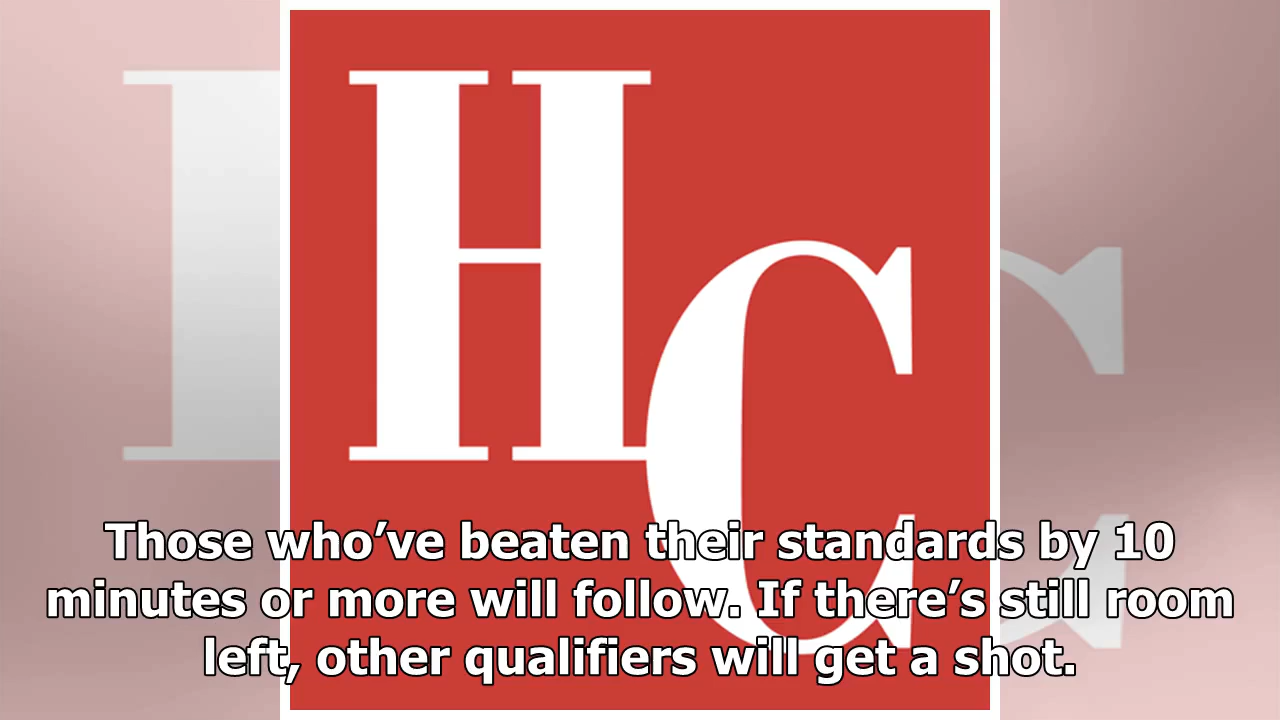 HC
Those who’ve beaten their standards by 10
minutes or more will follow. If there’s still room
left, other qualifiers will get a shot.